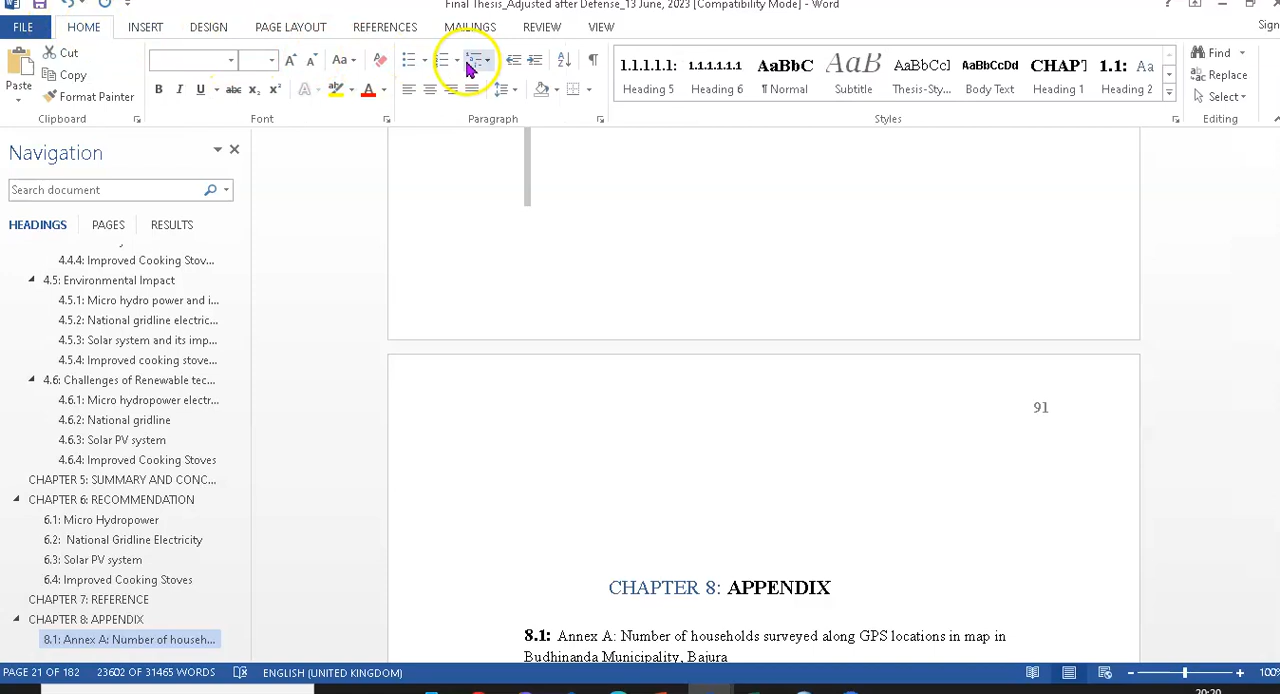 Final Thesis_Adjusted after Defense_13 June, 2023 [Compatibility Mode] - Word
FILE HOME INSERT DESIGN PAGE LAYOUT REFERENCES MAILINGS REVIEW VIEW Sign
Cut
Copy
Paste
Format Painter
Clipboard
Font
Paragraph
1.1.1.1.1: 1.1.1.1.1.1 AaBbC AaB AaBbCc] AaBbCcDd CHAPT 1.1: Aa
Heading 5 Heading 6 ¶ Normal Subtitle Thesis-Sty... Body Text Heading 1 Heading 2
Styles
Find
Replace
Select
Editing
Navigation
Search document
HEADINGS PAGES RESULTS
4.4.4: Improved Cooking Stov...
4.5: Environmental Impact
4.5.1: Micro hydro power and i...
4.5.2: National gridline electric...
4.5.3: Solar system and its imp...
4.5.4: Improved cooking stove...
4.6: Challenges of Renewable tec...
4.6.1: Micro hydropower electr...
4.6.2: National gridline
4.6.3: Solar PV system
4.6.4: Improved Cooking Stoves
CHAPTER 5: SUMMARY AND CONC...
CHAPTER 6: RECOMMENDATION
6.1: Micro Hydropower
6.2: National Gridline Electricity
6.3: Solar PV system
6.4: Improved Cooking Stoves
CHAPTER 7: REFERENCE
CHAPTER 8: APPENDIX
8.1: Annex A: Number of househ...
91
CHAPTER 8: APPENDIX
8.1: Annex A: Number of households surveyed along GPS locations in map in
Budhinanda Municipality, Bajura
PAGE 21 OF 182 23602 OF 31465 WORDS ENGLISH (UNITED KINGDOM) 100%
20:20